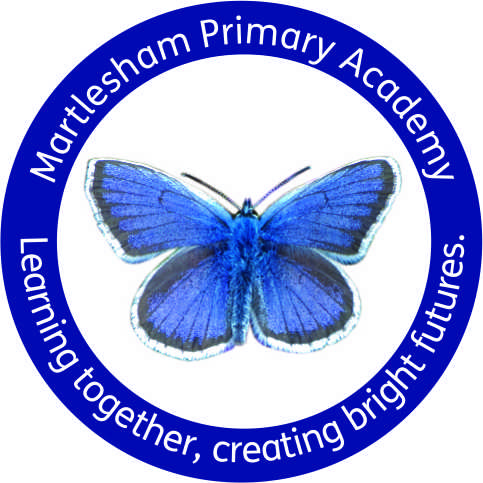 Martlesham Primary Academy
Learning together, creating bright futures.